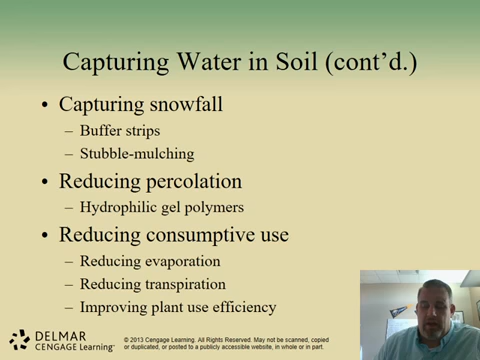 Capturing Water in Soil (cont’d.)
• Capturing snowfall
– Buffer strips
– Stubble-mulching
• Reducing percolation
– Hydrophilic gel polymers
• Reducing consumptive use
– Reducing evaporation
– Reducing transpiration
– Improving plant use efficiency
DELMAR
CENGAGE Learning™
© 2013 Cengage Learning. All Rights Reserved. May not be scanned, copied
or duplicated, or posted to a publicly accessible website, in whole or in part.